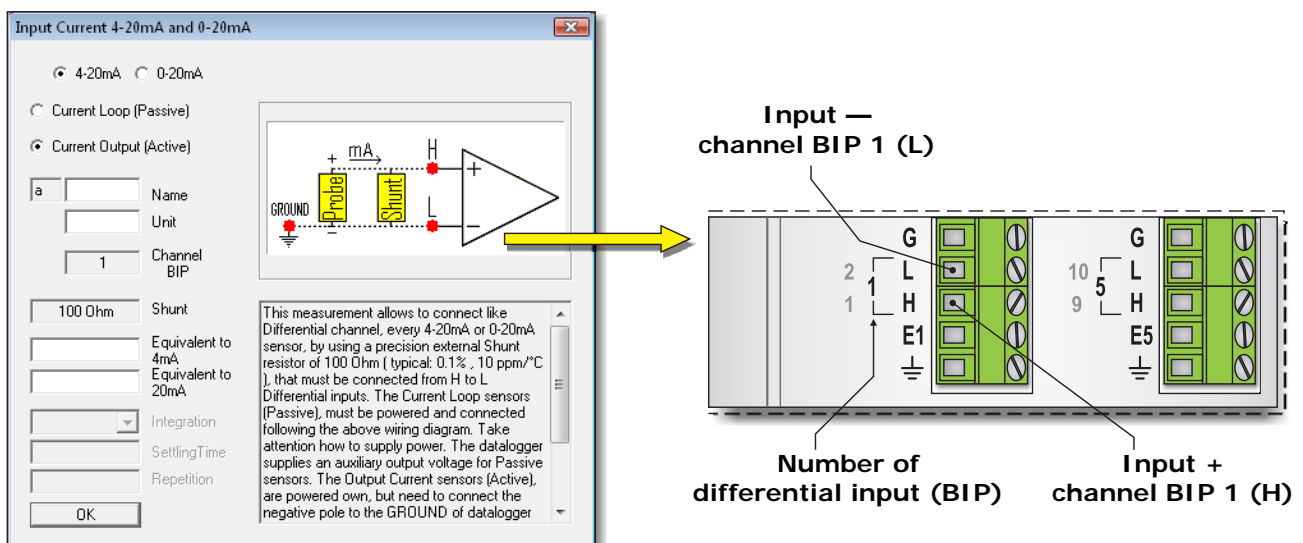 Input Current 4-20mA and 0-20mA
4-20mA 0-20mA
Current Loop (Passive)
Current Output (Active)
a
Name
Unit
1
Channel
BIP
100 Ohm
Shunt
Equivalent to
4mA
Equivalent to
20mA
Integration
SettlingTime
Repetition
OK
mA
H
+
+
Probe
Shunt
GROUND
L
−
−
This measurement allows to connect like
Differential channel, every 4-20mA or 0-20mA
sensor, by using a precision external Shunt
resistor of 100 Ohm ( typical: 0.1% , 10 ppm/°C
), that must be connected from H to L
Differential inputs. The Current Loop sensors
(Passive), must be powered and connected
following the above wiring diagram. Take
attention how to supply power. The datalogger
supplies an auxiliary output voltage for Passive
sensors. The Output Current sensors (Active),
are powered own, but need to connect the
negative pole to the GROUND of datalogger
Input —
channel BIP 1 (L)
G
2
L
1
1
H
E1
G
10
L
5
9
H
E5
Number of
differential input (BIP)
Input +
channel BIP 1 (H)